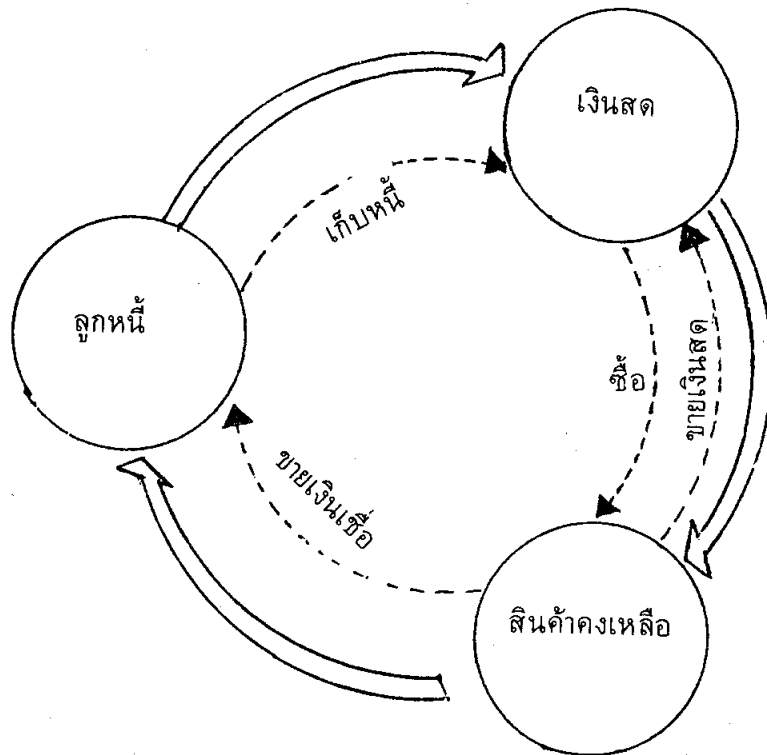 เงินสด
เก็บหนี้
ลูกหนี้
ซื้อ
ขายเงินสด
ขายเงินเชื่อ
สินค้าคงเหลือ